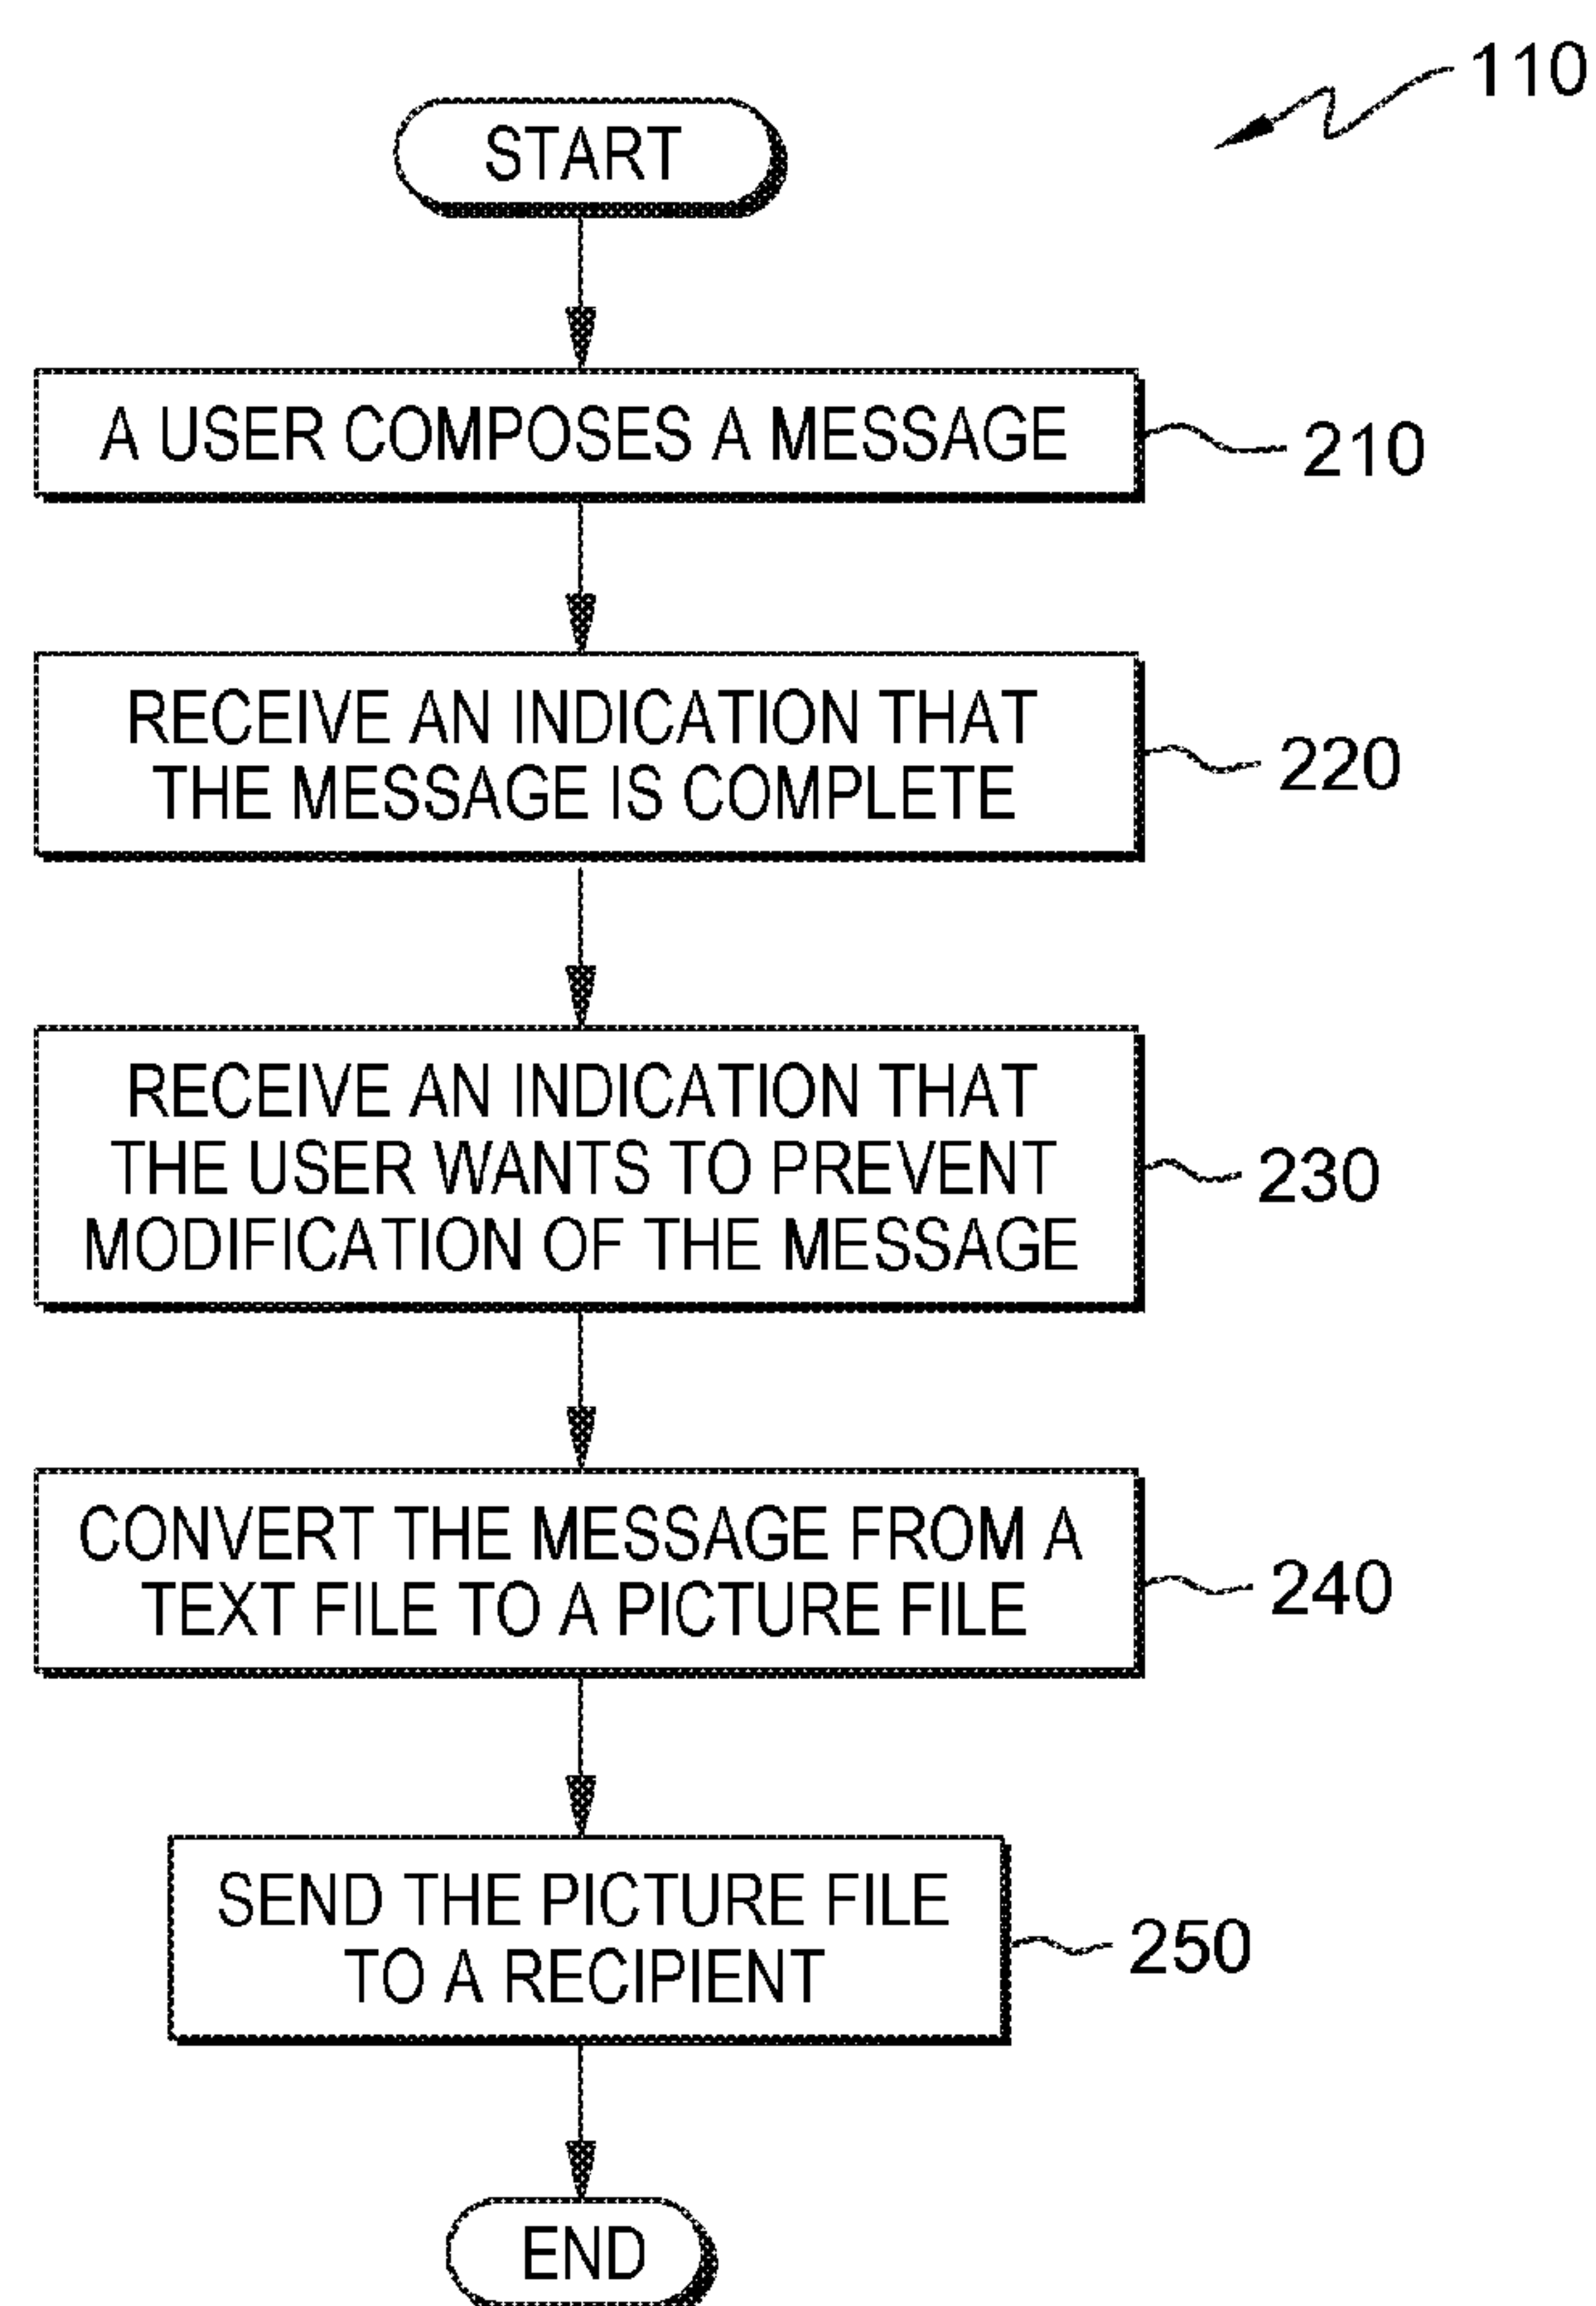 110
START
A USER COMPOSES A MESSAGE
210
RECEIVE AN INDICATION THAT
THE MESSAGE IS COMPLETE
220
RECEIVE AN INDICATION THAT
THE USER WANTS TO PREVENT
MODIFICATION OF THE MESSAGE
230
CONVERT THE MESSAGE FROM A
TEXT FILE TO A PICTURE FILE
240
SEND THE PICTURE FILE
TO A RECIPIENT
250
END